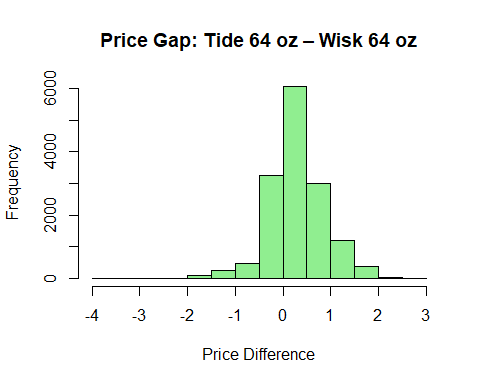 Price Gap: Tide 64 oz – Wisk 64 oz
Frequency
6000
4000
2000
0
-4 -3 -2 -1 0 1 2 3
Price Difference